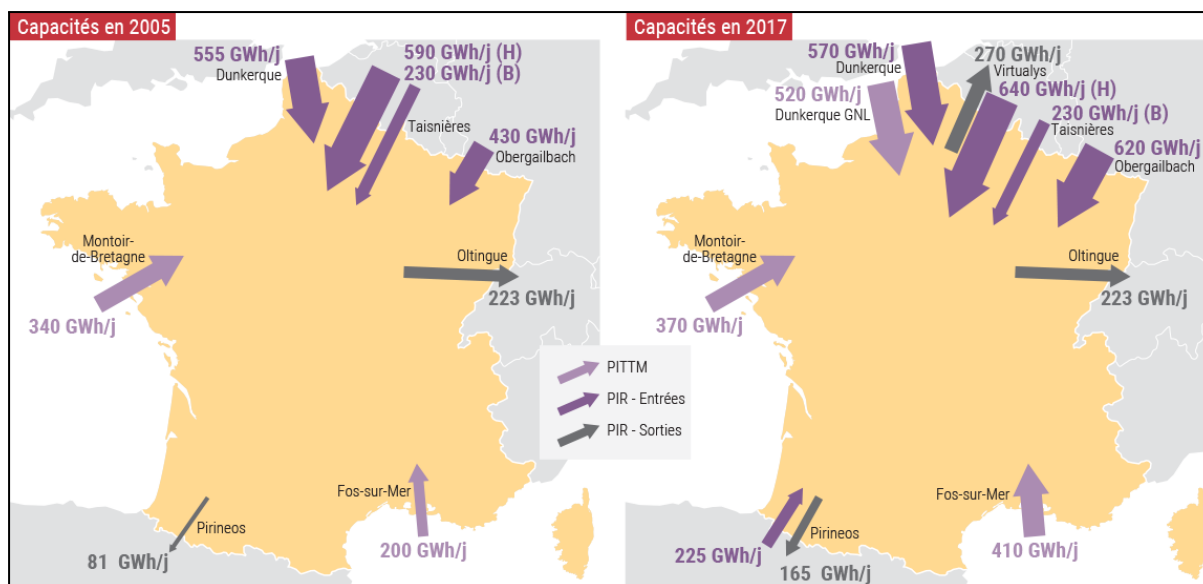 Capacités en 2005
555 GWh/j
Dunkerque
590 GWh/j (H)
230 GWh/j (B)
Taisnières
430 GWh/j
Obergailbach
Montoir-
de-Bretagne
340 GWh/j
Oltingue
223 GWh/j
Fos-sur-Mer
200 GWh/j
Pirineos
81 GWh/j
PITTM
PIR - Entrées
PIR - Sorties
Capacités en 2017
570 GWh/j
Dunkerque
270 GWh/j
Virtualys
520 GWh/j
Dunkerque GNL
640 GWh/j (H)
230 GWh/j (B)
Taisnières
620 GWh/j
Obergailbach
Montoir-
de-Bretagne
370 GWh/j
Oltingue
223 GWh/j
Fos-sur-Mer
410 GWh/j
Pirineos
225 GWh/j
165 GWh/j